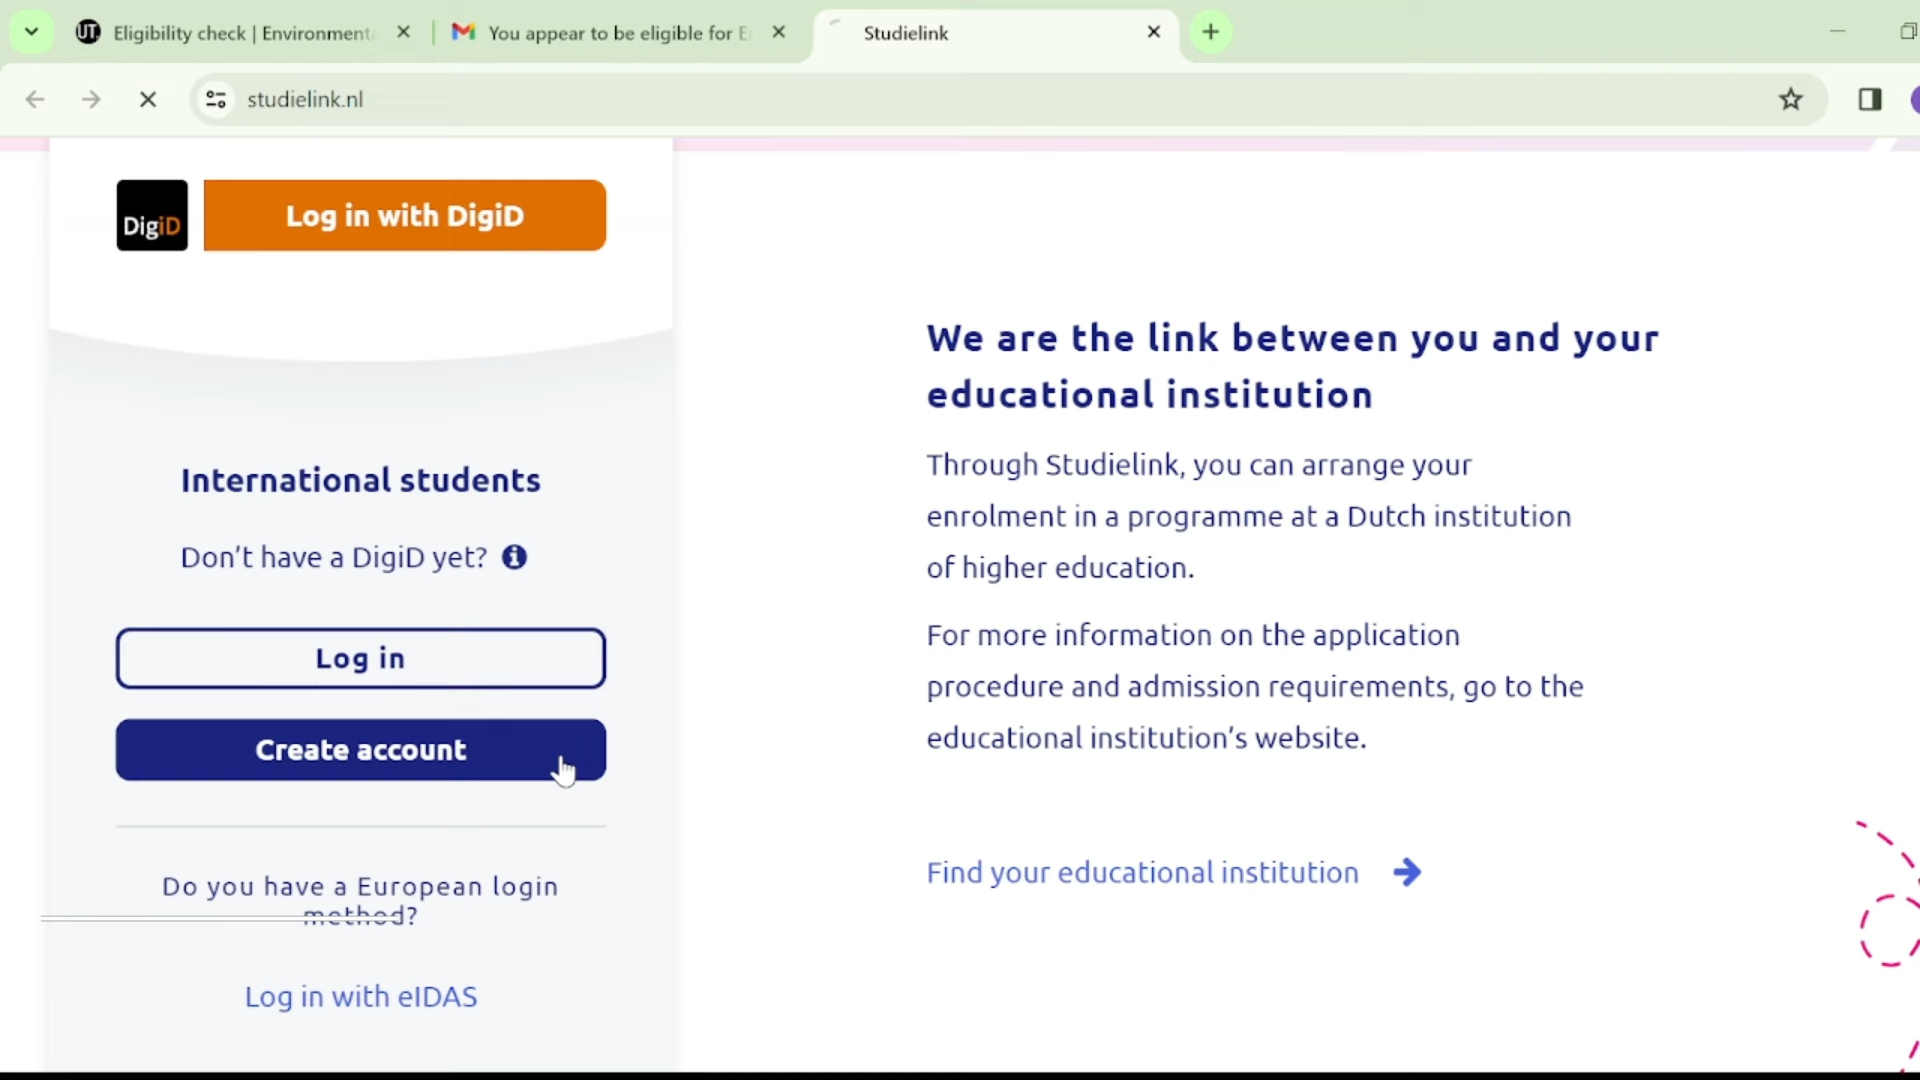 UT. Eligibility check | Environment
You appear to be eligible for E
Studielink
studielink.nl
DigiD
Log in with DigiD
International students
Don't have a DigiD yet?
Log in
Create account
Do you have a European login
method?
Log in with eIDAS
We are the link between you and your
educational institution
Through Studielink, you can arrange your
enrolment in a programme at a Dutch institution
of higher education.
For more information on the application
procedure and admission requirements, go to the
educational institution's website.
Find your educational institution